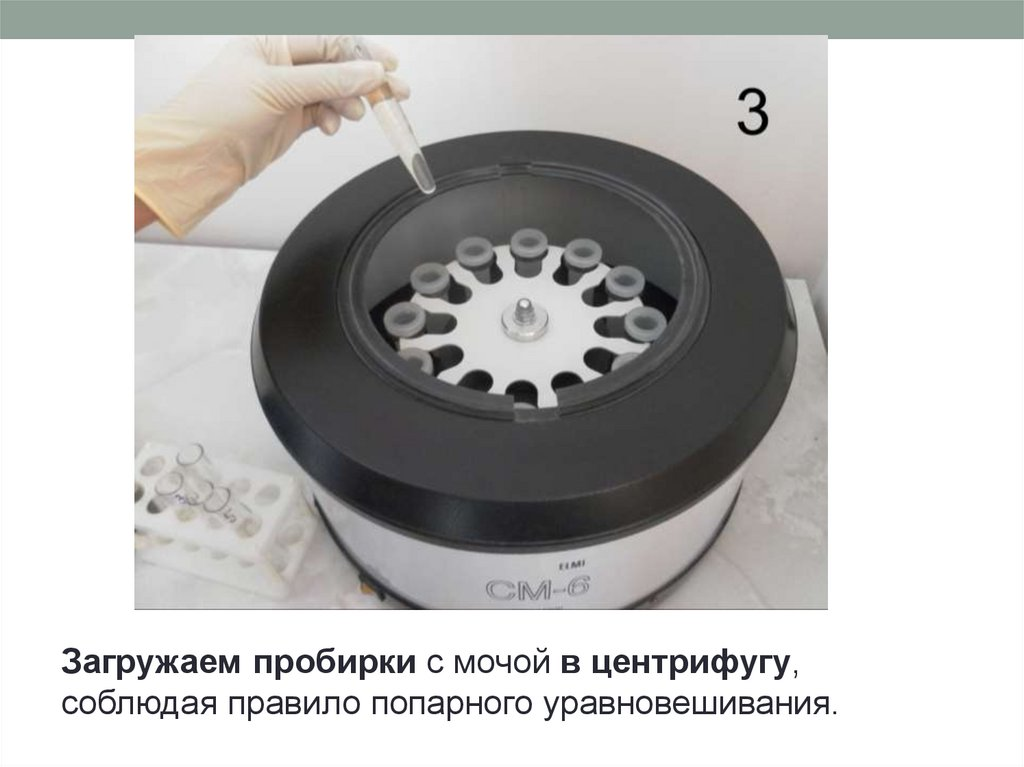 3
ELMI
CM-6
Загружаем пробирки с мочой в центрифугу,
соблюдая правило попарного уравновешивания.